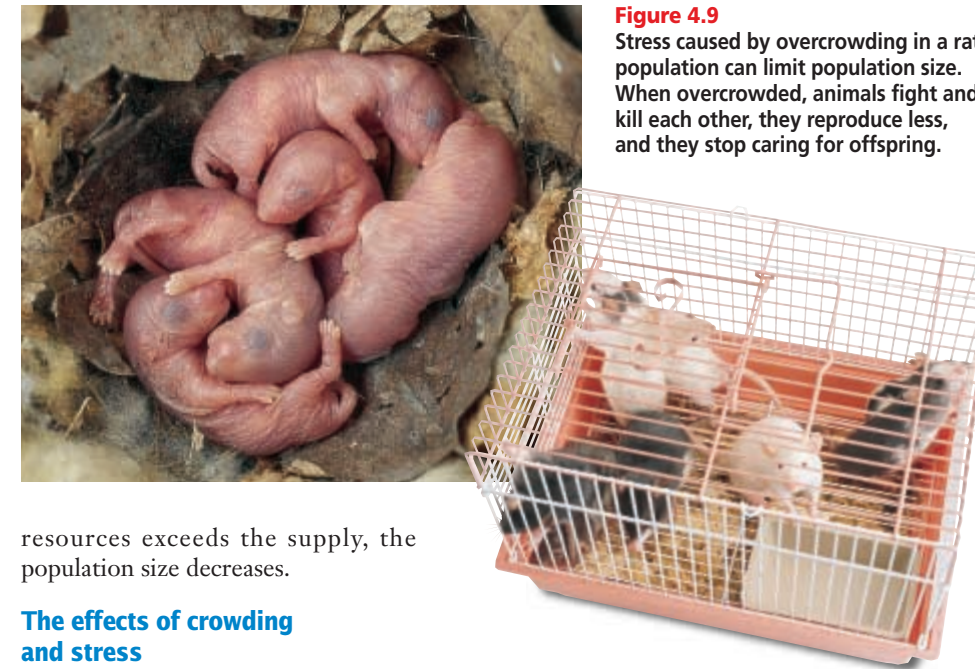 Figure 4.9
Stress caused by overcrowding in a rat
population can limit population size.
When overcrowded, animals fight and
kill each other, they reproduce less,
and they stop caring for offspring.
resources exceeds the supply, the
population size decreases.
The effects of crowding
and stress